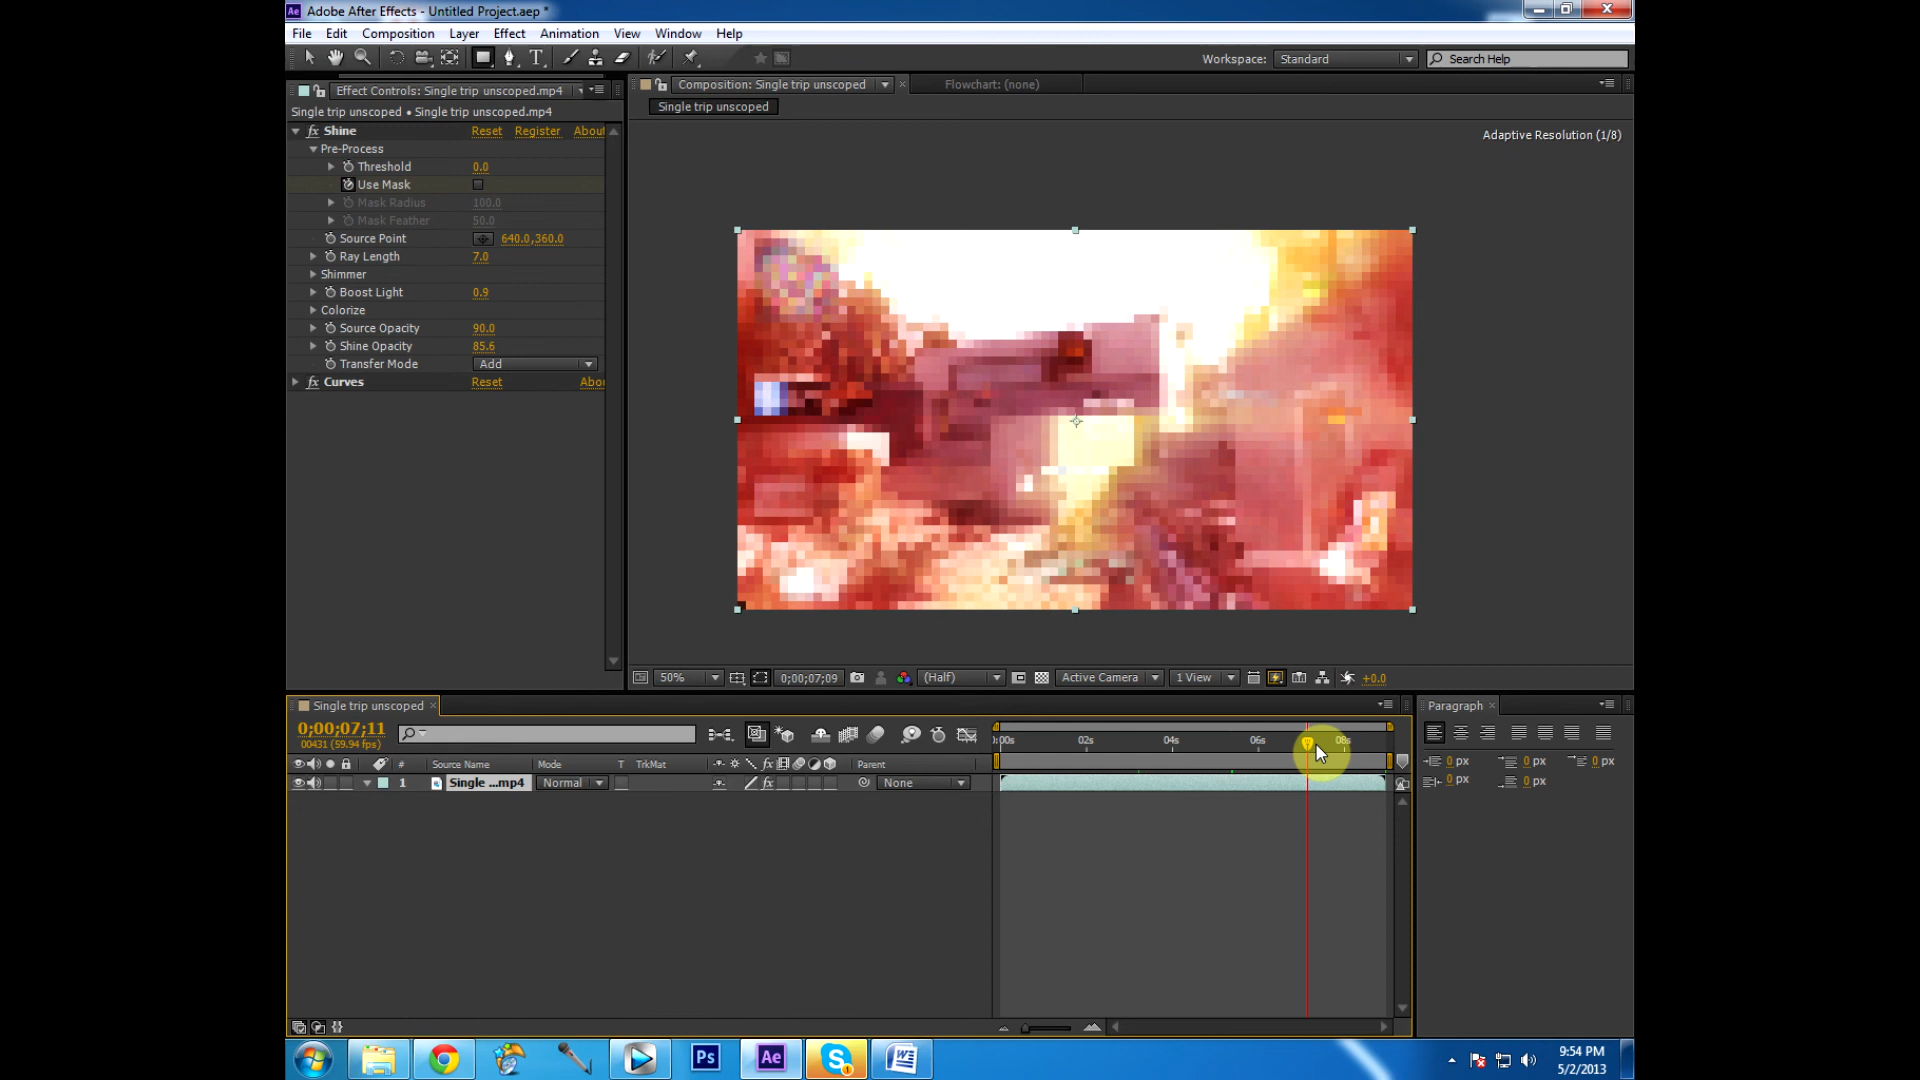 Adobe After Effects - Untitled Project.aep *
File Edit Composition Layer Effect Animation View Window Help
Workspace: Standard Search Help
Effect Controls: Single trip unscoped.mp4
Composition: Single trip unscoped
Flowchart: (none)
Single trip unscoped • Single trip unscoped.mp4
Single trip unscoped
Shine Reset Register About
Adaptive Resolution (1/8)
Pre-Process
Threshold 0.0
Use Mask
Mask Radius 100.0
Mask Feather 50.0
Source Point 640.0,360.0
Ray Length 7.0
Shimmer
Boost Light 0.9
Colorize
Source Opacity 90.0
Shine Opacity 85.6
Transfer Mode Add
Curves Reset Abou
50% 0;00;07;09 (Half) Active Camera 1 View +0.0
Single trip unscoped
Paragraph
0;00;07;11
00431 (59.94 fps)
00s 02s 04s 06s 08s
# Source Name Mode T TrkMat Parent
1 Single ...mp4 Normal None
0 px 0 px 0 px
0 px 0 px
Ps Ae W
9:54 PM
5/2/2013